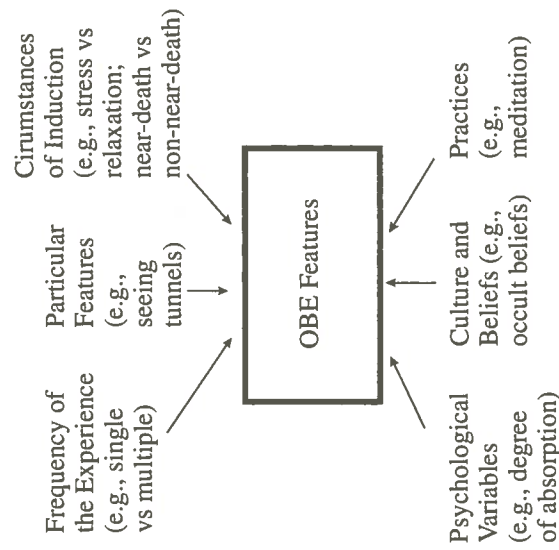 Frequency of
the Experience
(e.g., single
vs multiple)
Particular
Features
(e.g.,
seeing
tunnels)
Cirumstances
of Induction
(e.g., stress vs
relaxation;
near-death vs
non-near-death)
OBE Features
Psychological
Variables
(e.g., degree
of absorption)
Culture and
Beliefs (e.g.,
occult beliefs)
Practices
(e.g.,
meditation)